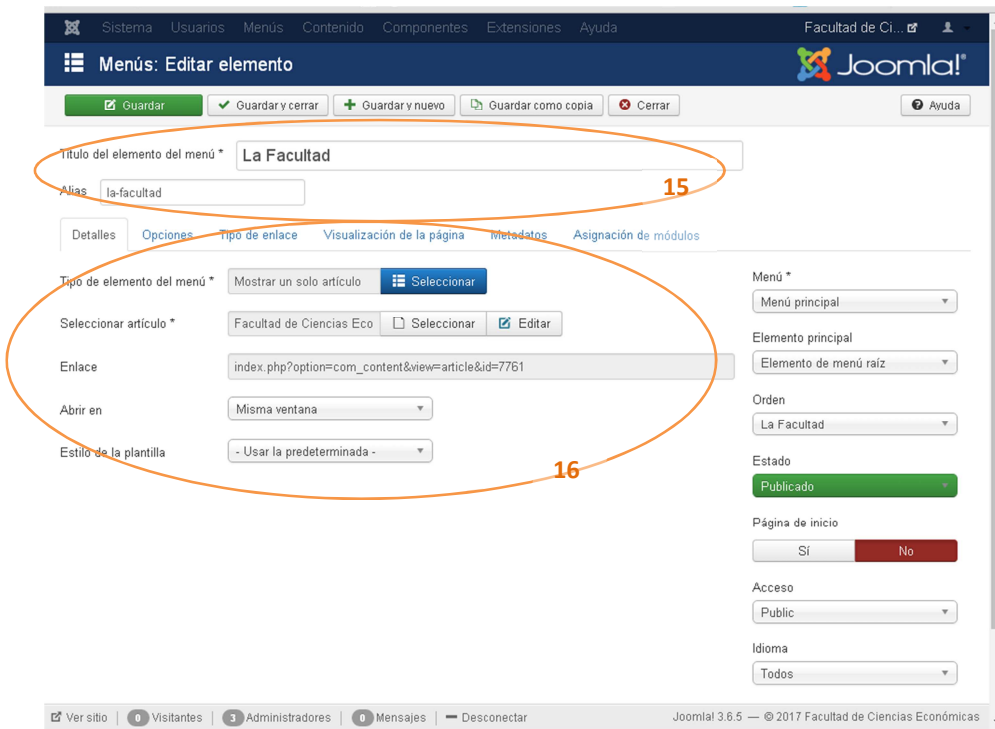 Sistema Usuarios Menús Contenido Componentes Extensiones Ayuda Facultad de Ci...
Menús: Editar elemento Joomla!®
Guardar Guardar y cerrar Guardar y nuevo Guardar como copia Cerrar Ayuda
Título del elemento del menú * La Facultad
Alias la-facultad
15
Detalles Opciones Tipo de enlace Visualización de la página Metadatos Asignación de módulos
Tipo de elemento del menú * Mostrar un solo artículo Seleccionar
Seleccionar artículo * Facultad de Ciencias Eco Seleccionar Editar
Enlace index.php?option=com_content&view=article&id=7761
Abrir en Misma ventana
Estilo de la plantilla - Usar la predeterminada -
16
Menú *
Menú principal
Elemento principal
Elemento de menú raíz
Orden
La Facultad
Estado
Publicado
Página de inicio
Sí No
Acceso
Public
Idioma
Todos
Ver sitio | 0 Visitantes | 3 Administradores | 0 Mensajes | Desconectar Joomla! 3.6.5 — © 2017 Facultad de Ciencias Económicas